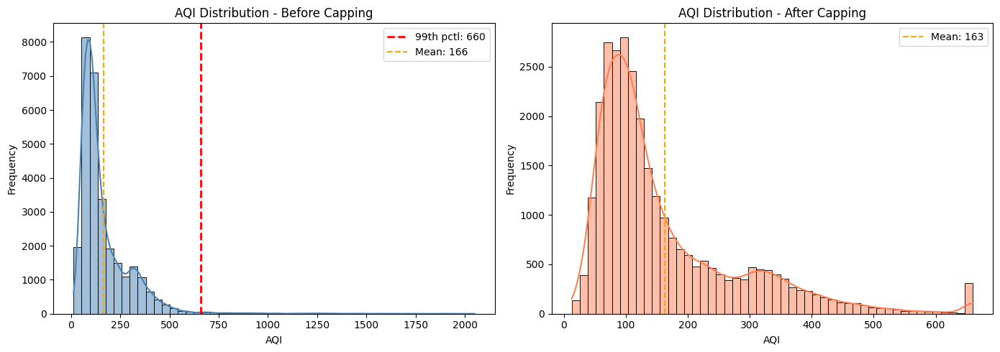 AQI Distribution - Before Capping
99th pctl: 660
Mean: 166
Frequency
8000
7000
6000
5000
4000
3000
2000
1000
0
0 250 500 750 1000 1250 1500 1750 2000
AQI
AQI Distribution - After Capping
Mean: 163
Frequency
2500
2000
1500
1000
500
0
0 100 200 300 400 500 600
AQI